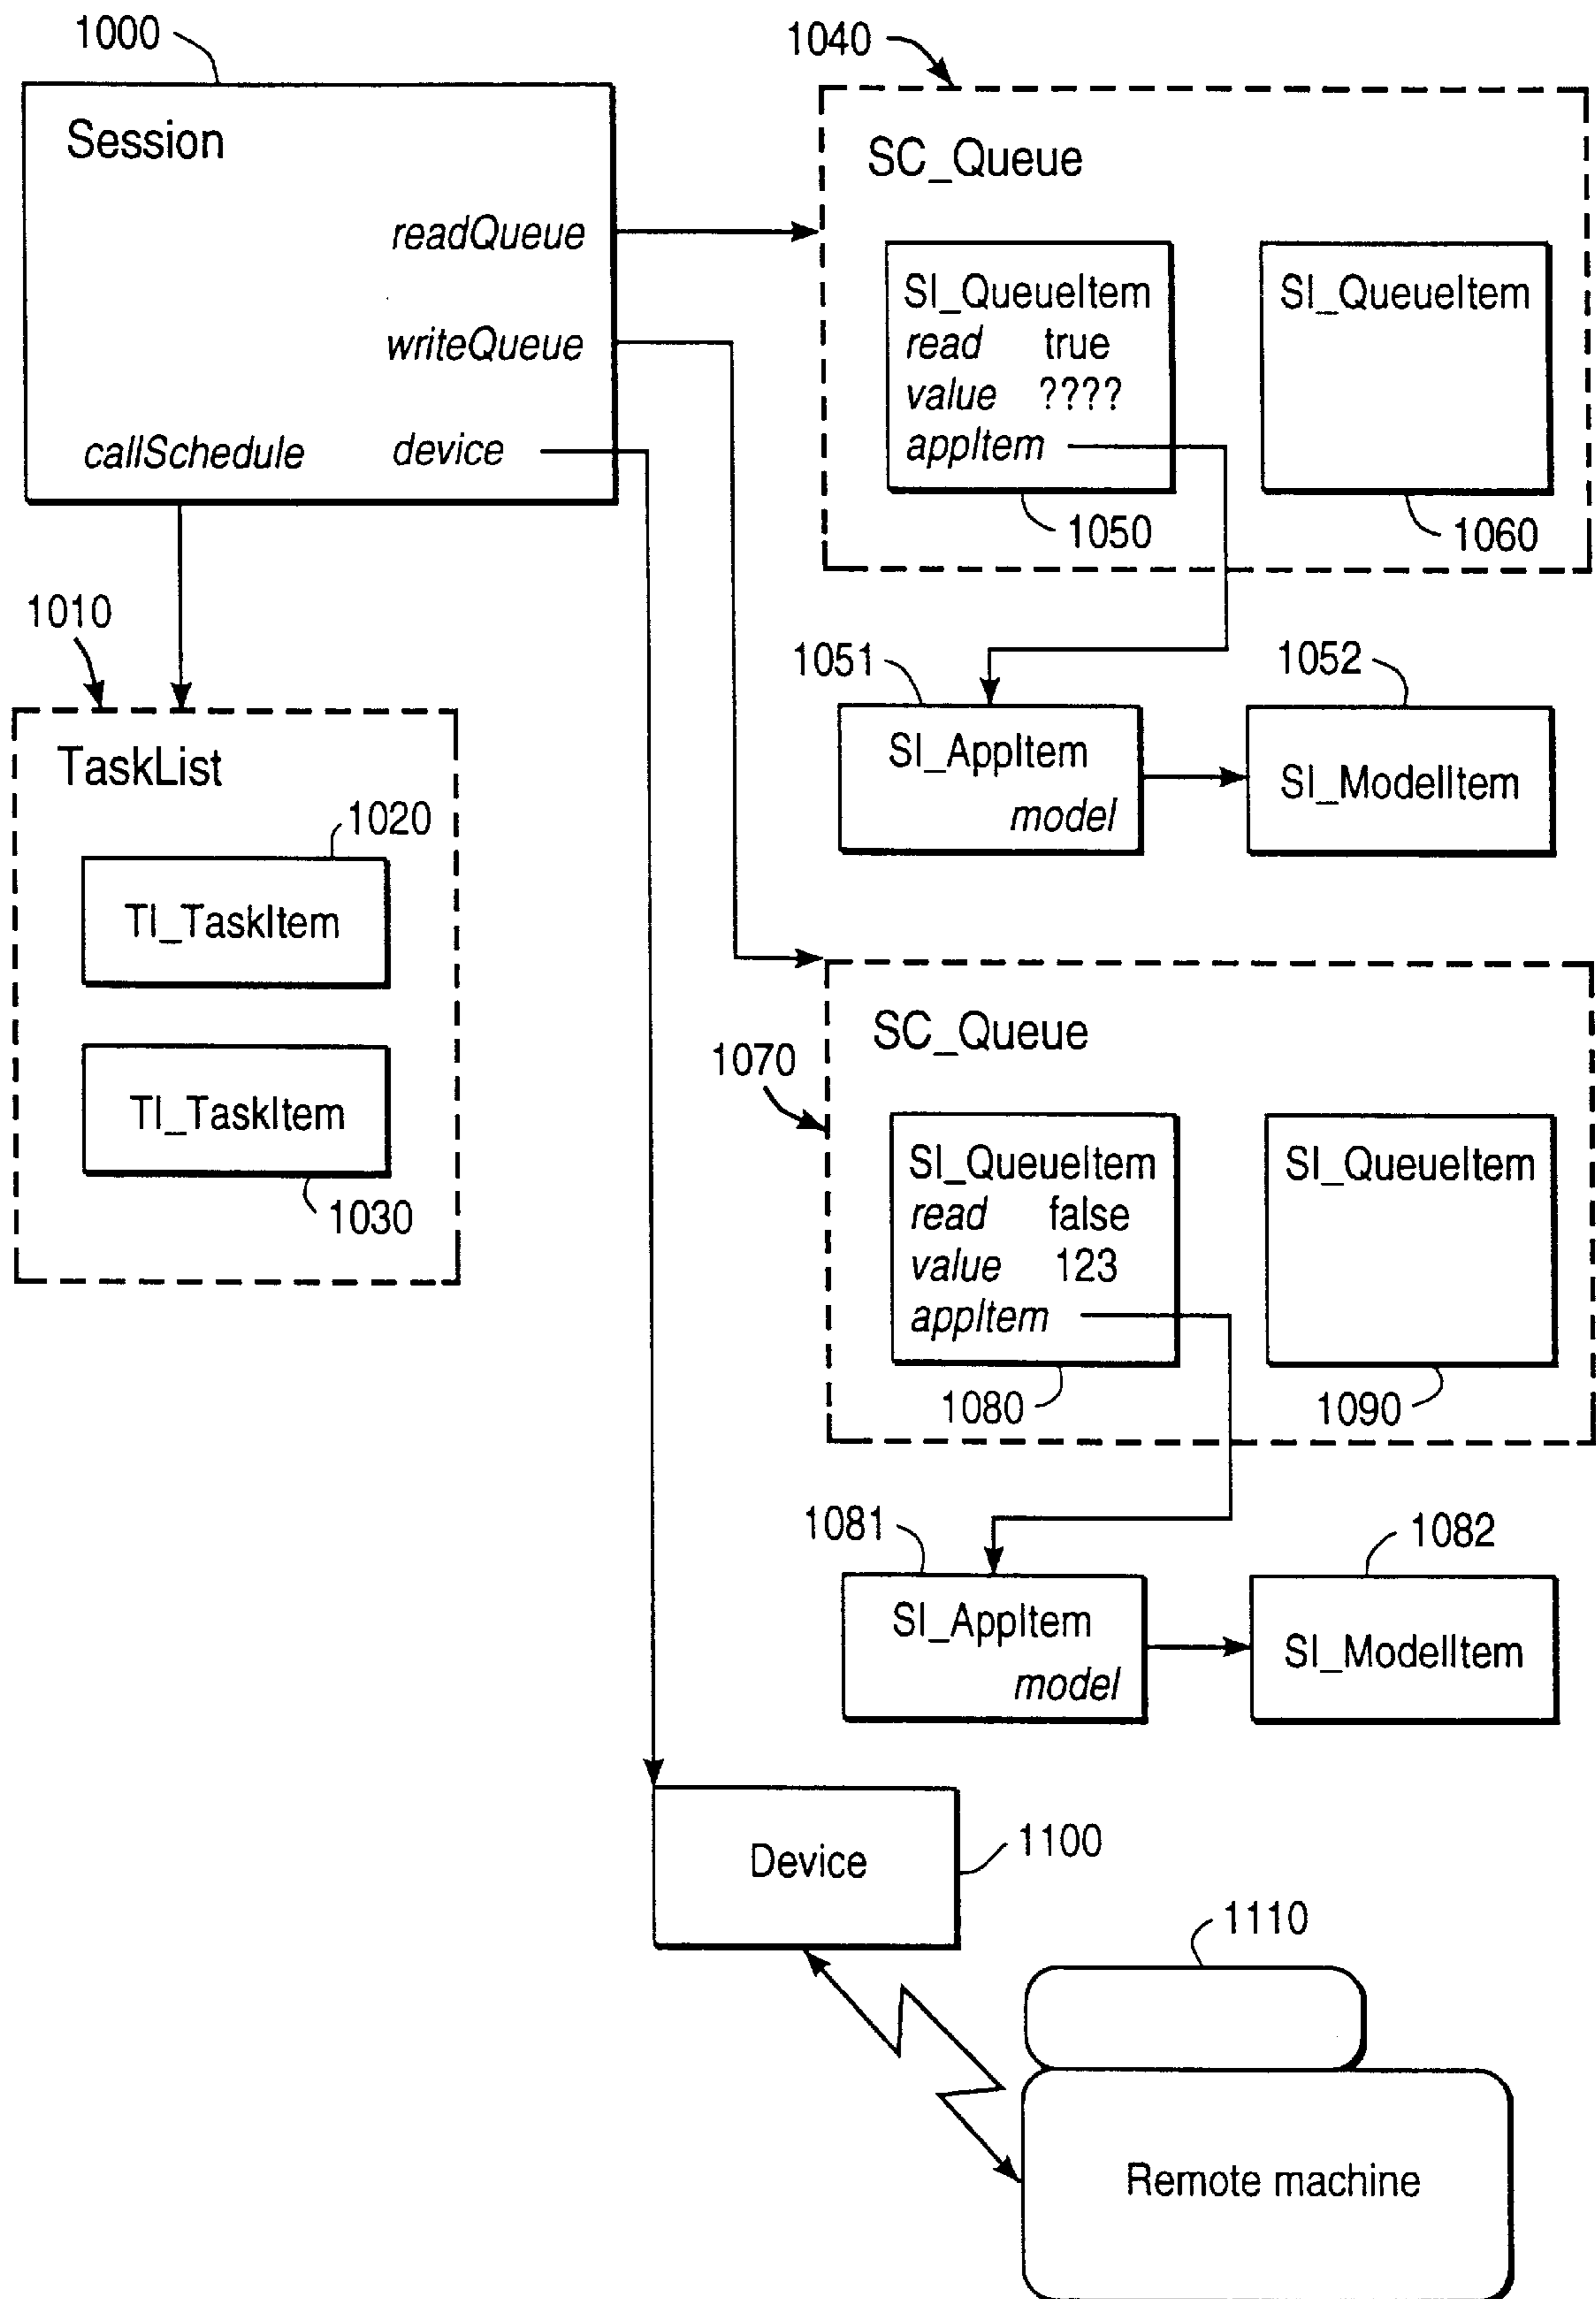 1000
Session
readQueue
writeQueue
callSchedule device
1040
SC_Queue
SI_QueueItem
read true
value ????
appItem
1050
SI_QueueItem
1060
1051
SI_AppItem
model
1052
SI_ModelItem
1010
TaskList
1020
TI_TaskItem
TI_TaskItem
1030
1070
SC_Queue
SI_QueueItem
read false
value 123
appItem
1080
SI_QueueItem
1090
1081
SI_AppItem
model
1082
SI_ModelItem
Device
1100
1110
Remote machine